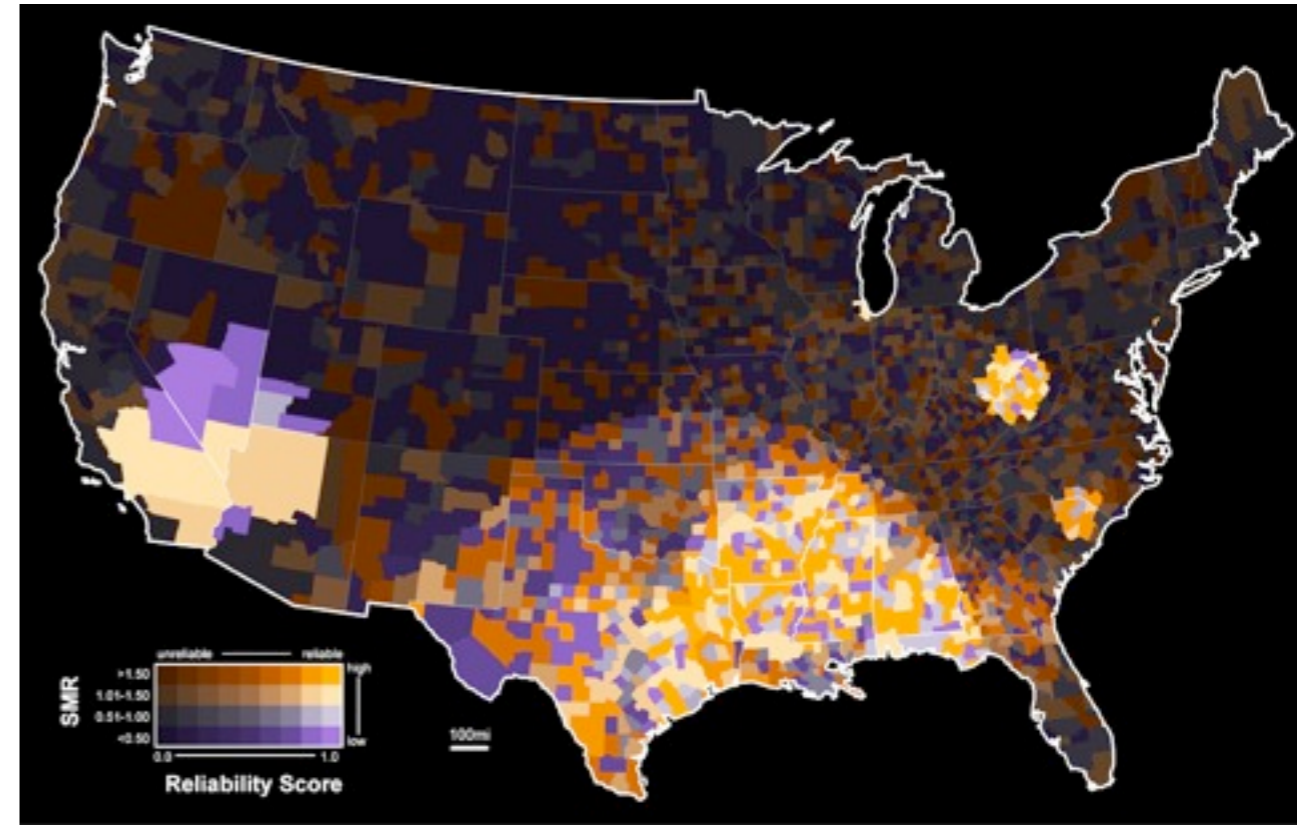 unreliable reliable
SMR
>1.50 high
1.01-1.50
0.51-1.00
<0.50 low
0.0 1.0
Reliability Score
100mi